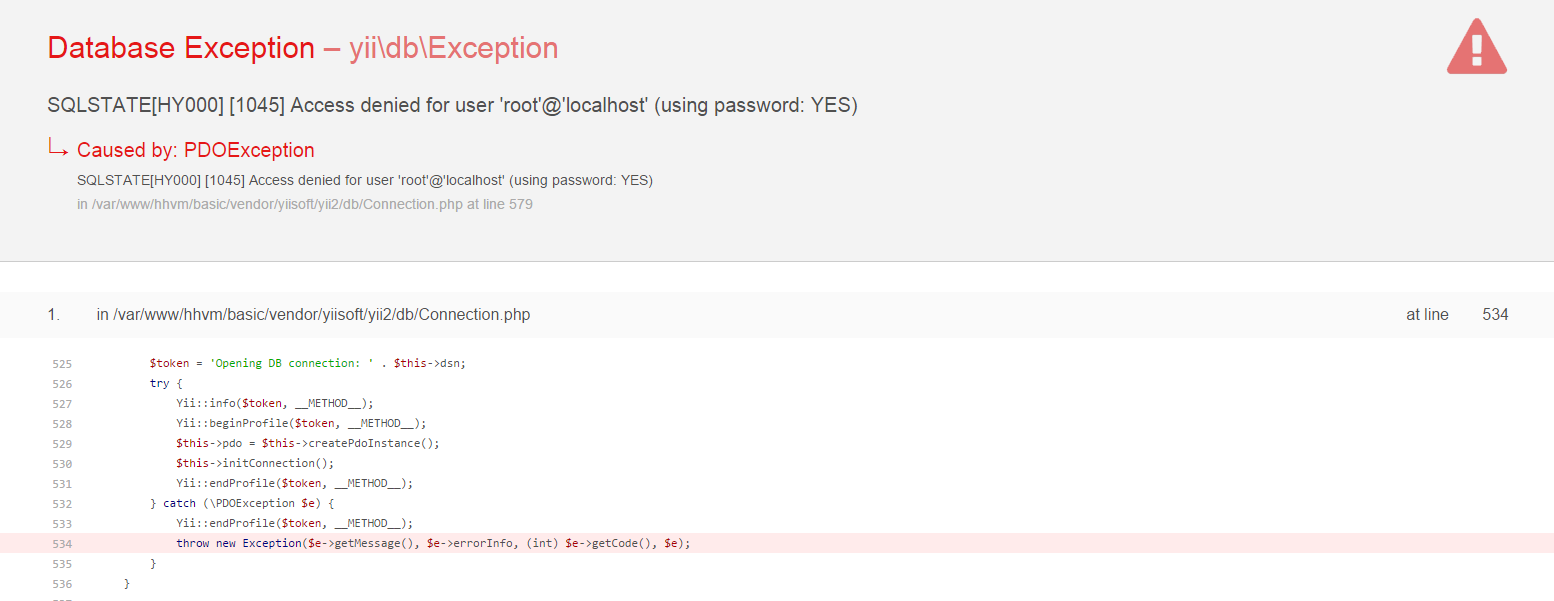 Database Exception – yii\db\Exception
SQLSTATE[HY000] [1045] Access denied for user 'root'@'localhost' (using password: YES)
Caused by: PDOException
SQLSTATE[HY000] [1045] Access denied for user 'root'@'localhost' (using password: YES)
in /var/www/hhvm/basic/vendor/yiisoft/yii2/db/Connection.php at line 579
1. in /var/www/hhvm/basic/vendor/yiisoft/yii2/db/Connection.php at line 534
525 $token = 'Opening DB connection: ' . $this->dsn;
526 try {
527 Yii::info($token, __METHOD__);
528 Yii::beginProfile($token, __METHOD__);
529 $this->pdo = $this->createPdoInstance();
530 $this->initConnection();
531 Yii::endProfile($token, __METHOD__);
532 } catch (\PDOException $e) {
533 Yii::endProfile($token, __METHOD__);
534 throw new Exception($e->getMessage(), $e->errorInfo, (int) $e->getCode(), $e);
535 }
536 }